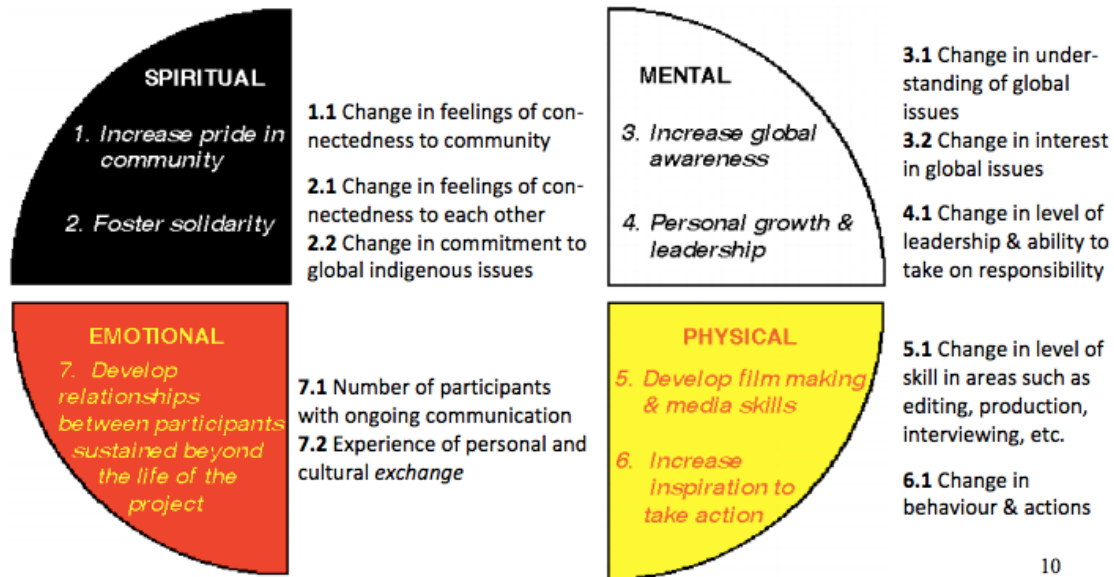 SPIRITUAL
1. Increase pride in
community
2. Foster solidarity
1.1 Change in feelings of con-
nectedness to community
2.1 Change in feelings of con-
nectedness to each other
2.2 Change in commitment to
global indigenous issues
MENTAL
3. Increase global
awareness
4. Personal growth &
leadership
3.1 Change in under-
standing of global
issues
3.2 Change in interest
in global issues
4.1 Change in level of
leadership & ability to
take on responsibility
EMOTIONAL
7. Develop
relationships
between participants
sustained beyond
the life of the
project
7.1 Number of participants
with ongoing communication
7.2 Experience of personal and
cultural exchange
PHYSICAL
5. Develop film making
& media skills
6. Increase
inspiration to
take action
5.1 Change in level of
skill in areas such as
editing, production,
interviewing, etc.
6.1 Change in
behaviour & actions
10